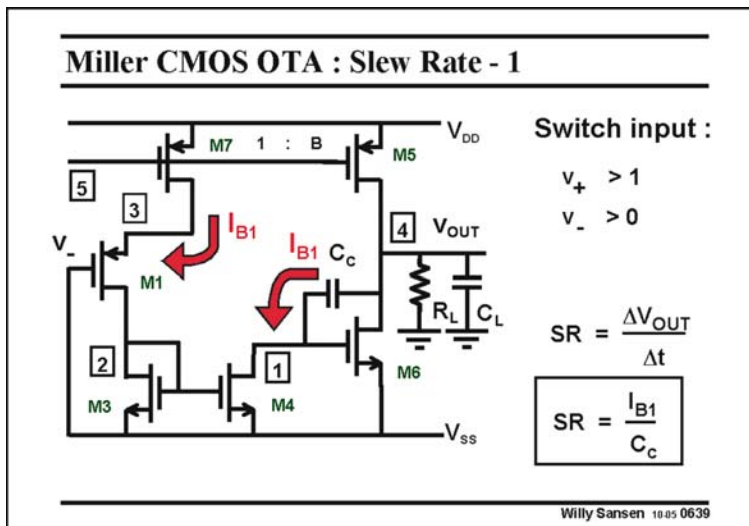 Miller CMOS OTA : Slew Rate - 1
V_DD
M7 1 : B M5
5
3
I_B1
V_-
M1
I_B1
C_c
4
V_OUT
R_L
C_L
2
1
M3
M4
M6
V_SS
Switch input :
v_+ > 1
v_- > 0
SR = ΔV_OUT / Δt
SR = I_B1 / C_c
Willy Sansen 10-05 0639